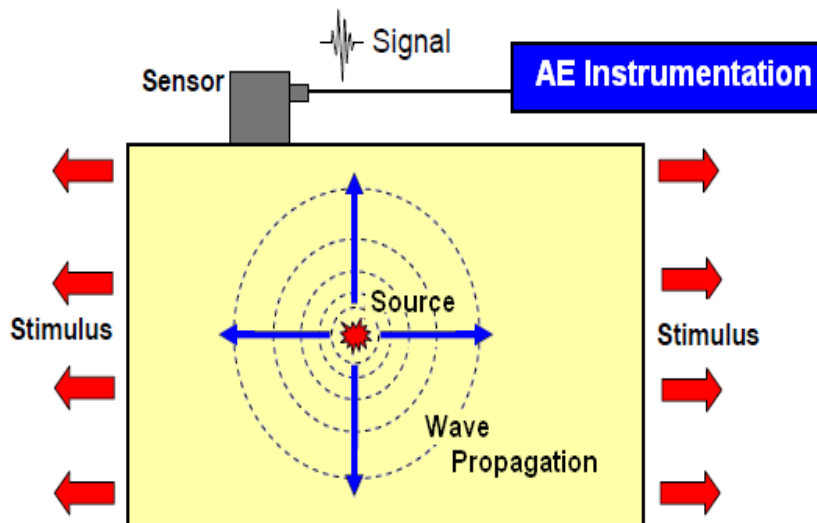 Signal
Sensor
AE Instrumentation
Source
Stimulus
Stimulus
Wave
Propagation